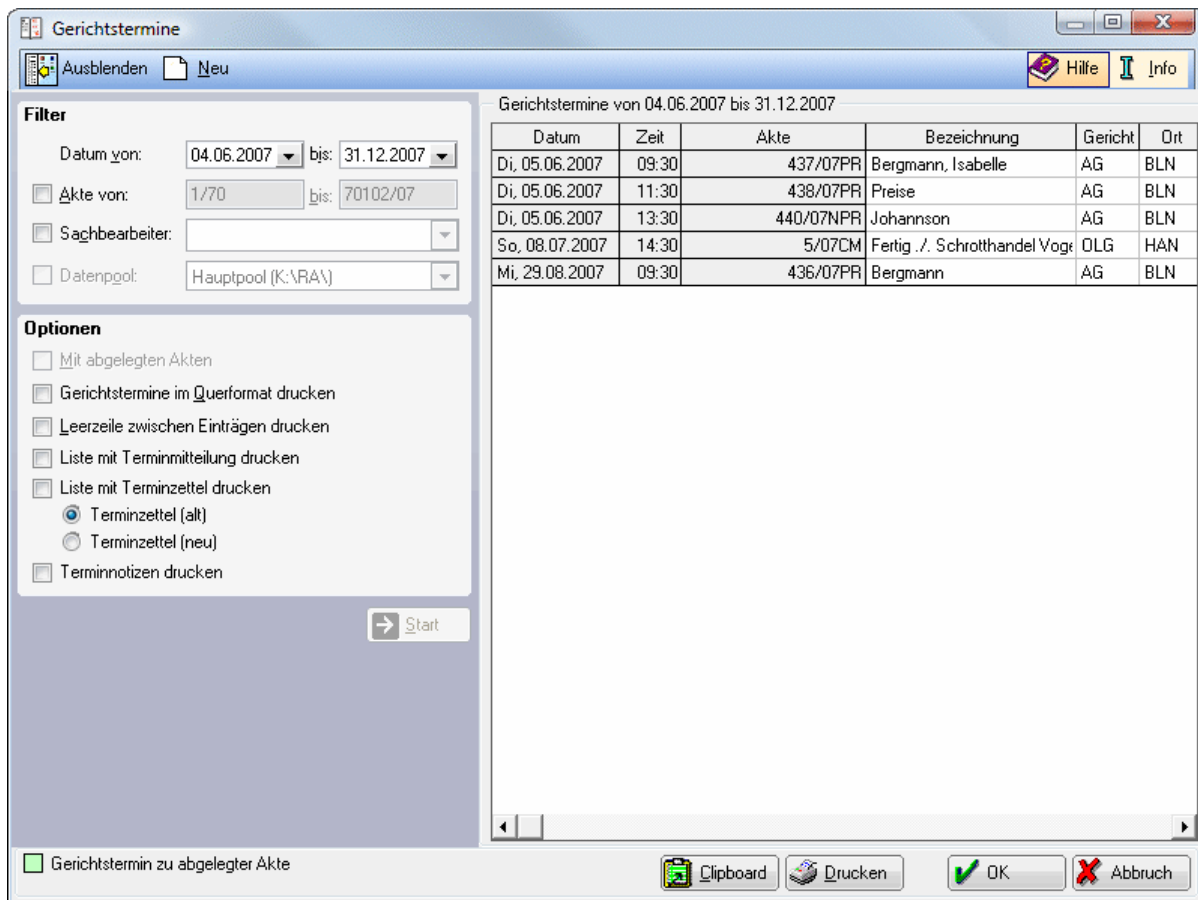 Gerichtstermine
Ausblenden Neu Hilfe Info
Filter
Datum von: 04.06.2007 bis: 31.12.2007
Akte von: 1/70 bis: 70102/07
Sachbearbeiter:
Datenpool: Hauptpool (K:\RA\)
Optionen
Mit abgelegten Akten
Gerichtstermine im Querformat drucken
Leerzeile zwischen Einträgen drucken
Liste mit Terminmitteilung drucken
Liste mit Terminzettel drucken
Terminzettel (alt)
Terminzettel (neu)
Terminnotizen drucken
Start
Gerichtstermine von 04.06.2007 bis 31.12.2007
Datum Zeit Akte Bezeichnung Gericht Ort
Di, 05.06.2007 09:30 437/07PR Bergmann, Isabelle AG BLN
Di, 05.06.2007 11:30 438/07PR Preise AG BLN
Di, 05.06.2007 13:30 440/07NPR Johannson AG BLN
So, 08.07.2007 14:30 5/07CM Fertig ./. Schrotthandel Voge OLG HAN
Mi, 29.08.2007 09:30 436/07PR Bergmann AG BLN
Gerichtstermin zu abgelegter Akte
Clipboard Drucken OK Abbruch